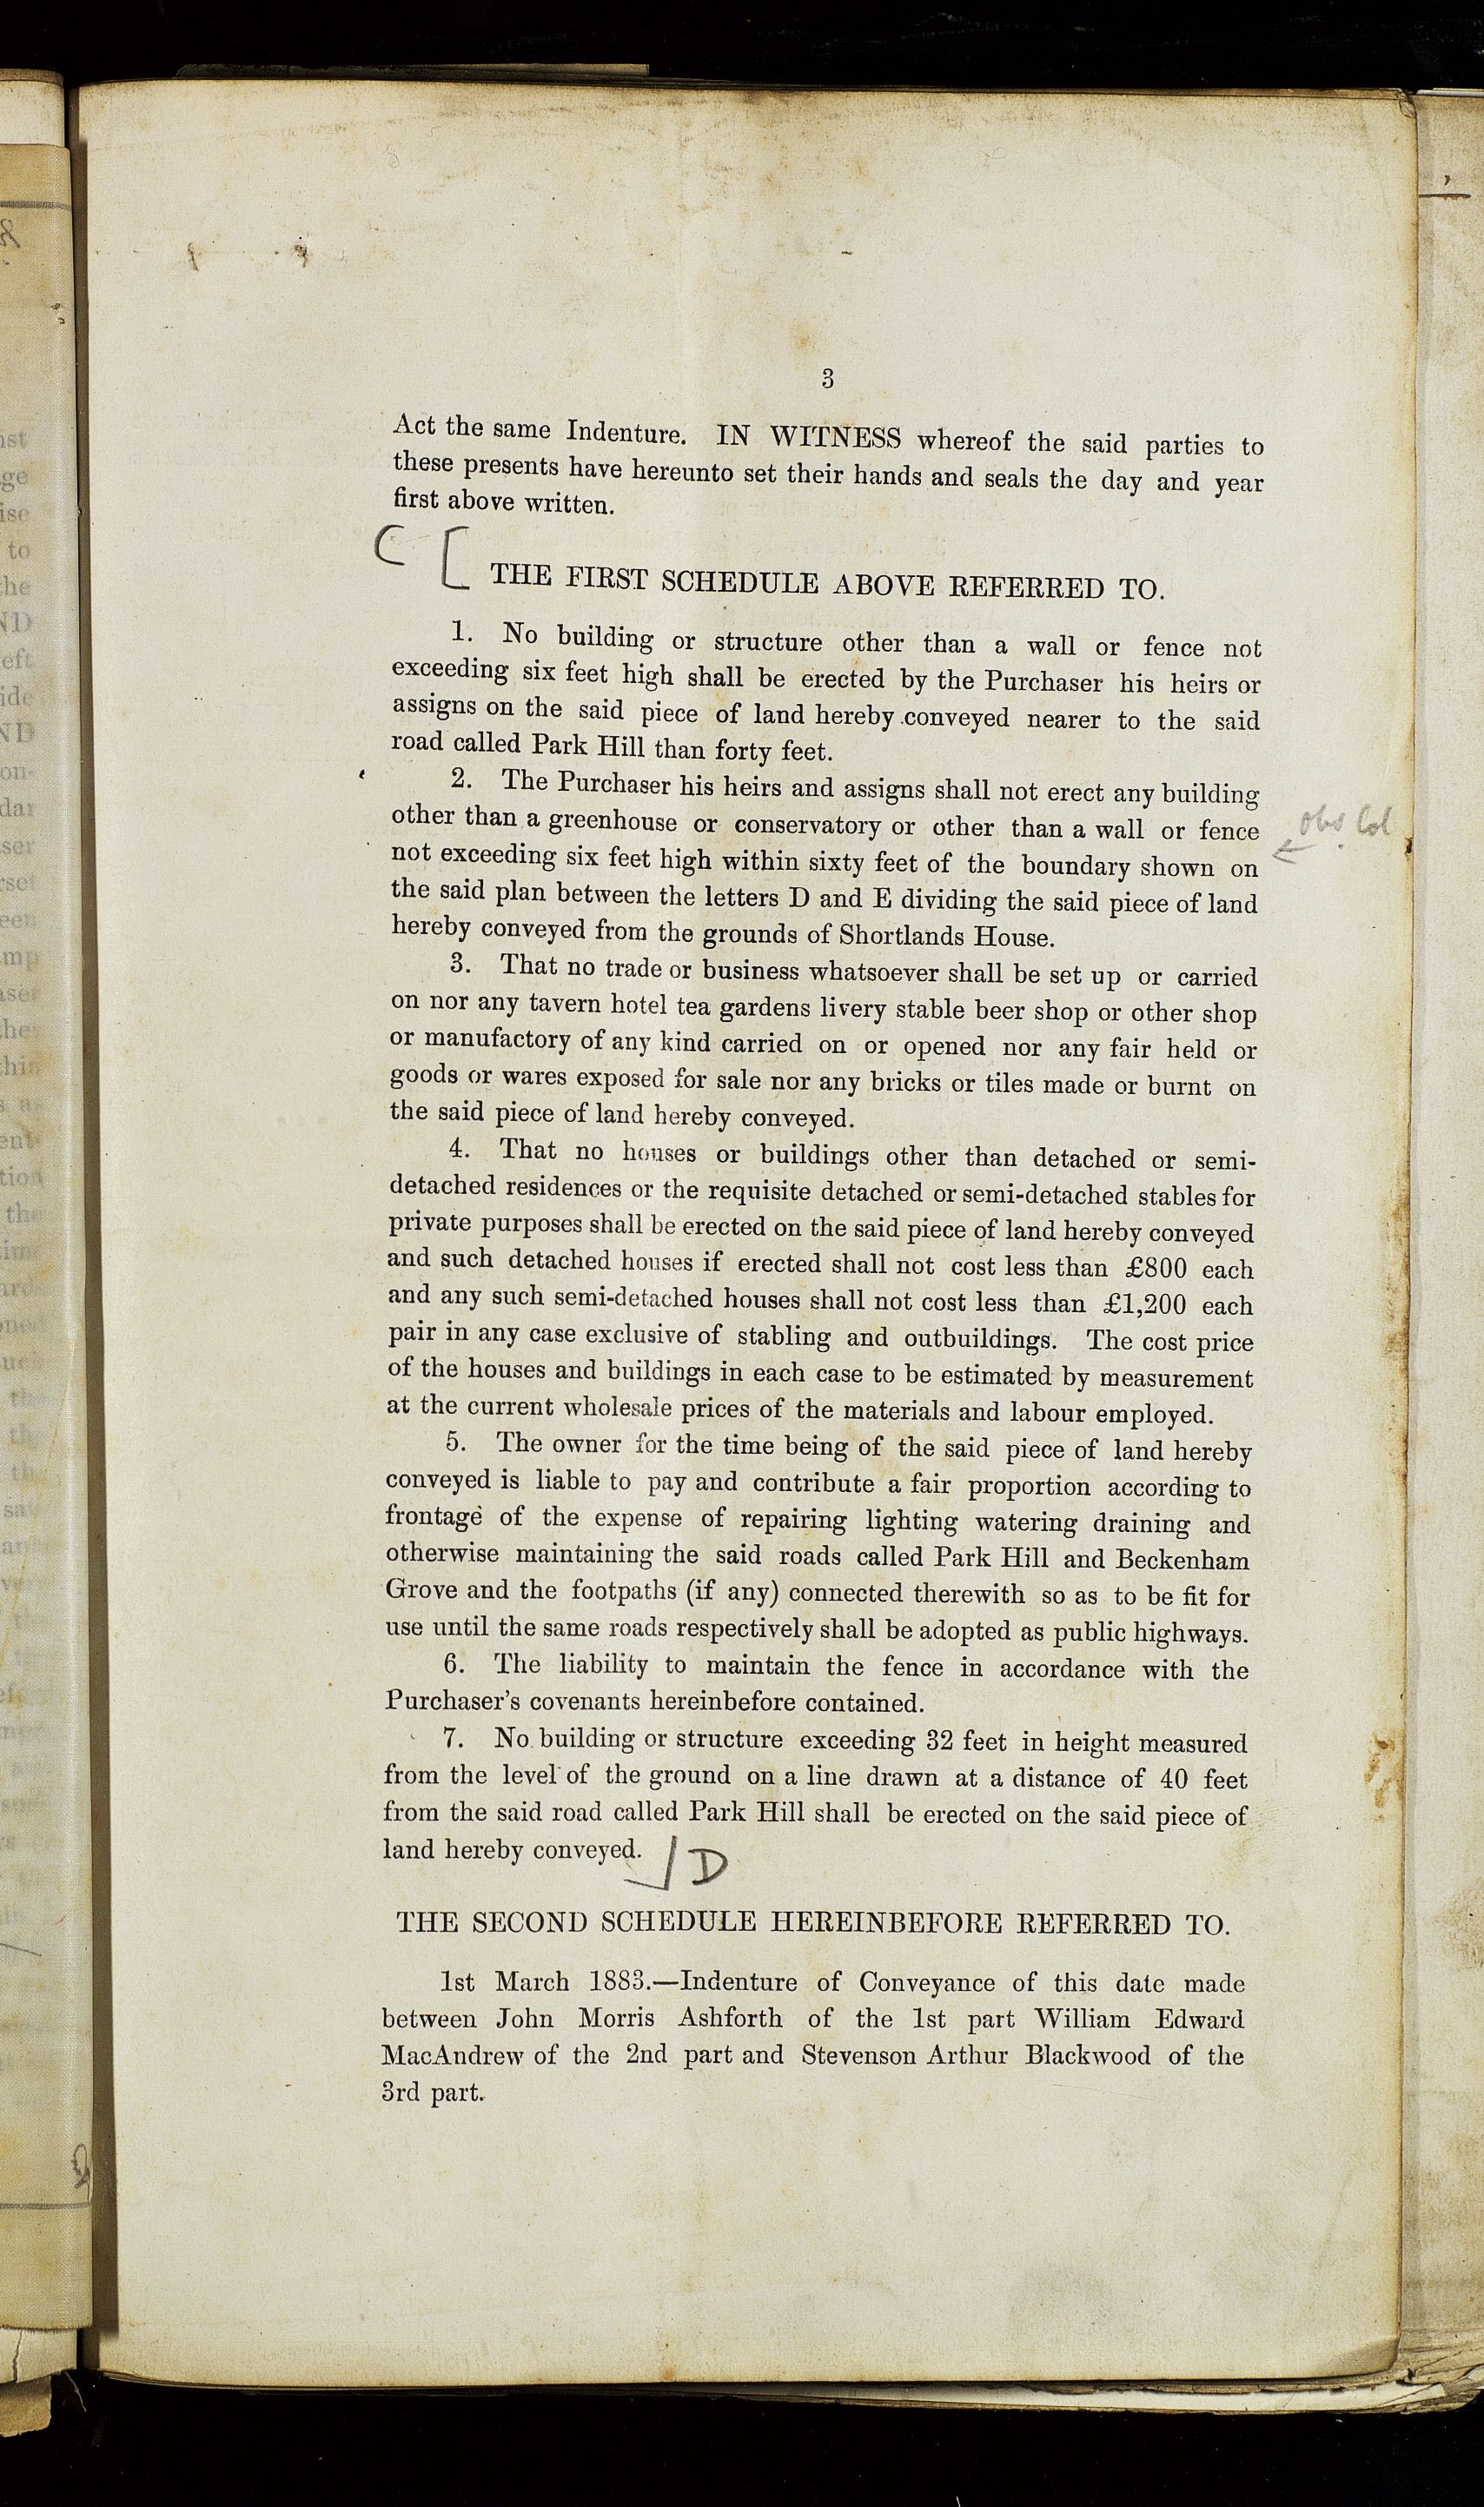 3
Act the same Indenture. IN WITNESS whereof the said parties to
these presents have hereunto set their hands and seals the day and year
first above written.
C [ THE FIRST SCHEDULE ABOVE REFERRED TO.
1. No building or structure other than a wall or fence not
exceeding six feet high shall be erected by the Purchaser his heirs or
assigns on the said piece of land hereby conveyed nearer to the said
road called Park Hill than forty feet.
2. The Purchaser his heirs and assigns shall not erect any building
other than a greenhouse or conservatory or other than a wall or fence
not exceeding six feet high within sixty feet of the boundary shown on
the said plan between the letters D and E dividing the said piece of land
hereby conveyed from the grounds of Shortlands House.
3. That no trade or business whatsoever shall be set up or carried
on nor any tavern hotel tea gardens livery stable beer shop or other shop
or manufactory of any kind carried on or opened nor any fair held or
goods or wares exposed for sale nor any bricks or tiles made or burnt on
the said piece of land hereby conveyed.
4. That no houses or buildings other than detached or semi-
detached residences or the requisite detached or semi-detached stables for
private purposes shall be erected on the said piece of land hereby conveyed
and such detached houses if erected shall not cost less than £800 each
and any such semi-detached houses shall not cost less than £1,200 each
pair in any case exclusive of stabling and outbuildings. The cost price
of the houses and buildings in each case to be estimated by measurement
at the current wholesale prices of the materials and labour employed.
5. The owner for the time being of the said piece of land hereby
conveyed is liable to pay and contribute a fair proportion according to
frontage of the expense of repairing lighting watering draining and
otherwise maintaining the said roads called Park Hill and Beckenham
Grove and the footpaths (if any) connected therewith so as to be fit for
use until the same roads respectively shall be adopted as public highways.
6. The liability to maintain the fence in accordance with the
Purchaser's covenants hereinbefore contained.
7. No building or structure exceeding 32 feet in height measured
from the level of the ground on a line drawn at a distance of 40 feet
from the said road called Park Hill shall be erected on the said piece of
land hereby conveyed. ] D
THE SECOND SCHEDULE HEREINBEFORE REFERRED TO.
1st March 1883.—Indenture of Conveyance of this date made
between John Morris Ashforth of the 1st part William Edward
MacAndrew of the 2nd part and Stevenson Arthur Blackwood of the
3rd part.